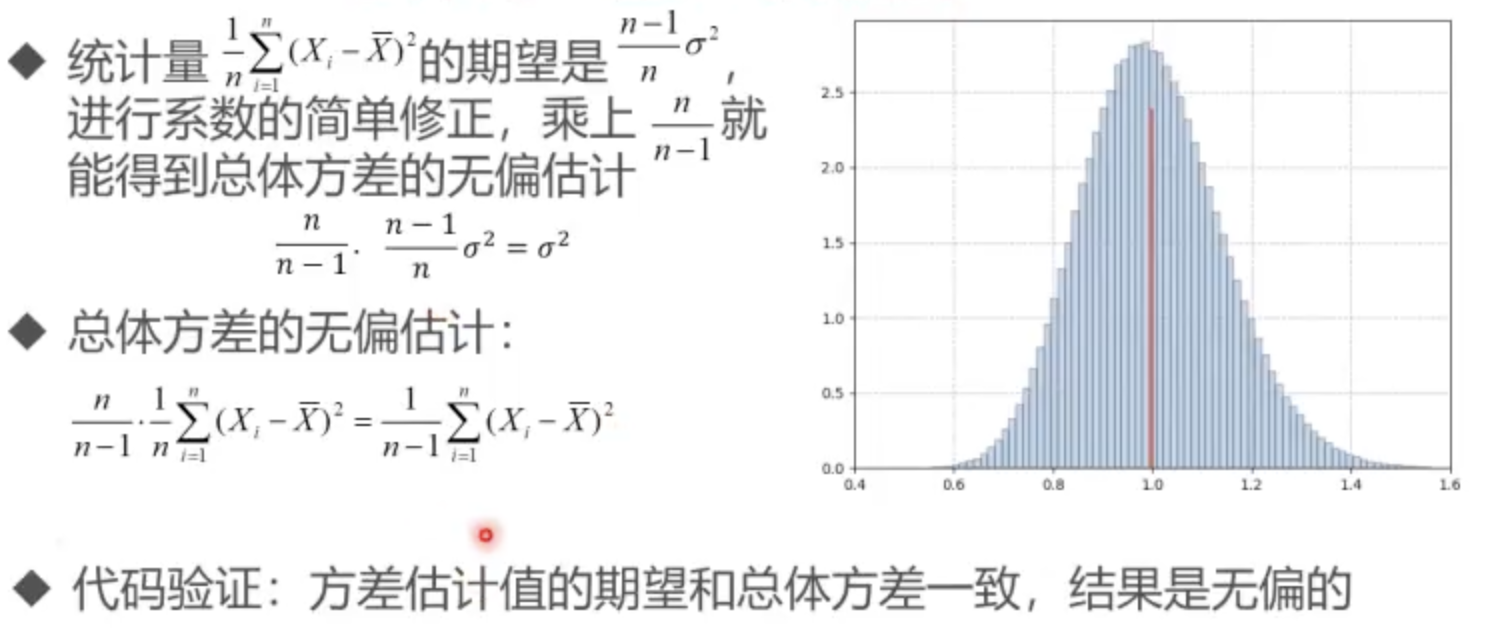 ◆ 统计量 $\frac{1}{n}\sum_{i=1}^{n}(X_i-\overline{X})^2$ 的期望是 $\frac{n-1}{n}\sigma^2$，
进行系数的简单修正，乘上 $\frac{n}{n-1}$ 就
能得到总体方差的无偏估计
$\frac{n}{n-1}\cdot\frac{n-1}{n}\sigma^2=\sigma^2$
◆ 总体方差的无偏估计：
$\frac{n}{n-1}\cdot\frac{1}{n}\sum_{i=1}^{n}(X_i-\overline{X})^2=\frac{1}{n-1}\sum_{i=1}^{n}(X_i-\overline{X})^2$
2.5
2.0
1.5
1.0
0.5
0.0
0.4 0.6 0.8 1.0 1.2 1.4 1.6
◆ 代码验证：方差估计值的期望和总体方差一致，结果是无偏的